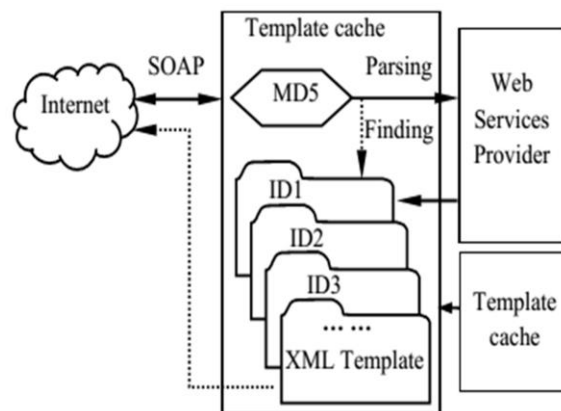 Template cache
SOAP
Parsing
Internet
MD5
Web
Services
Provider
Finding
ID1
ID2
ID3
... ...
XML Template
Template
cache